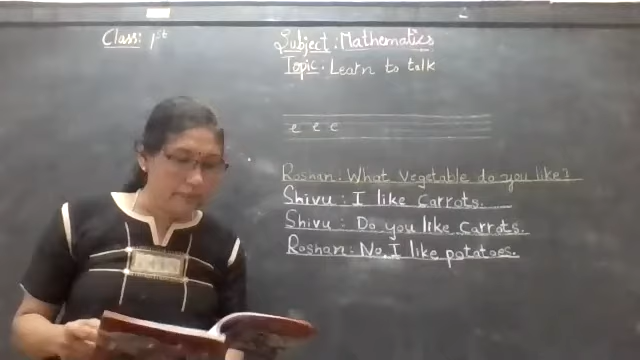 Class: 1st
Subject: Mathematics
Topic: Learn to talk
e e e
Roshan: What vegetable do you like?
Shivu: I like carrots.
Shivu: Do you like carrots.
Roshan: No, I like potatoes.